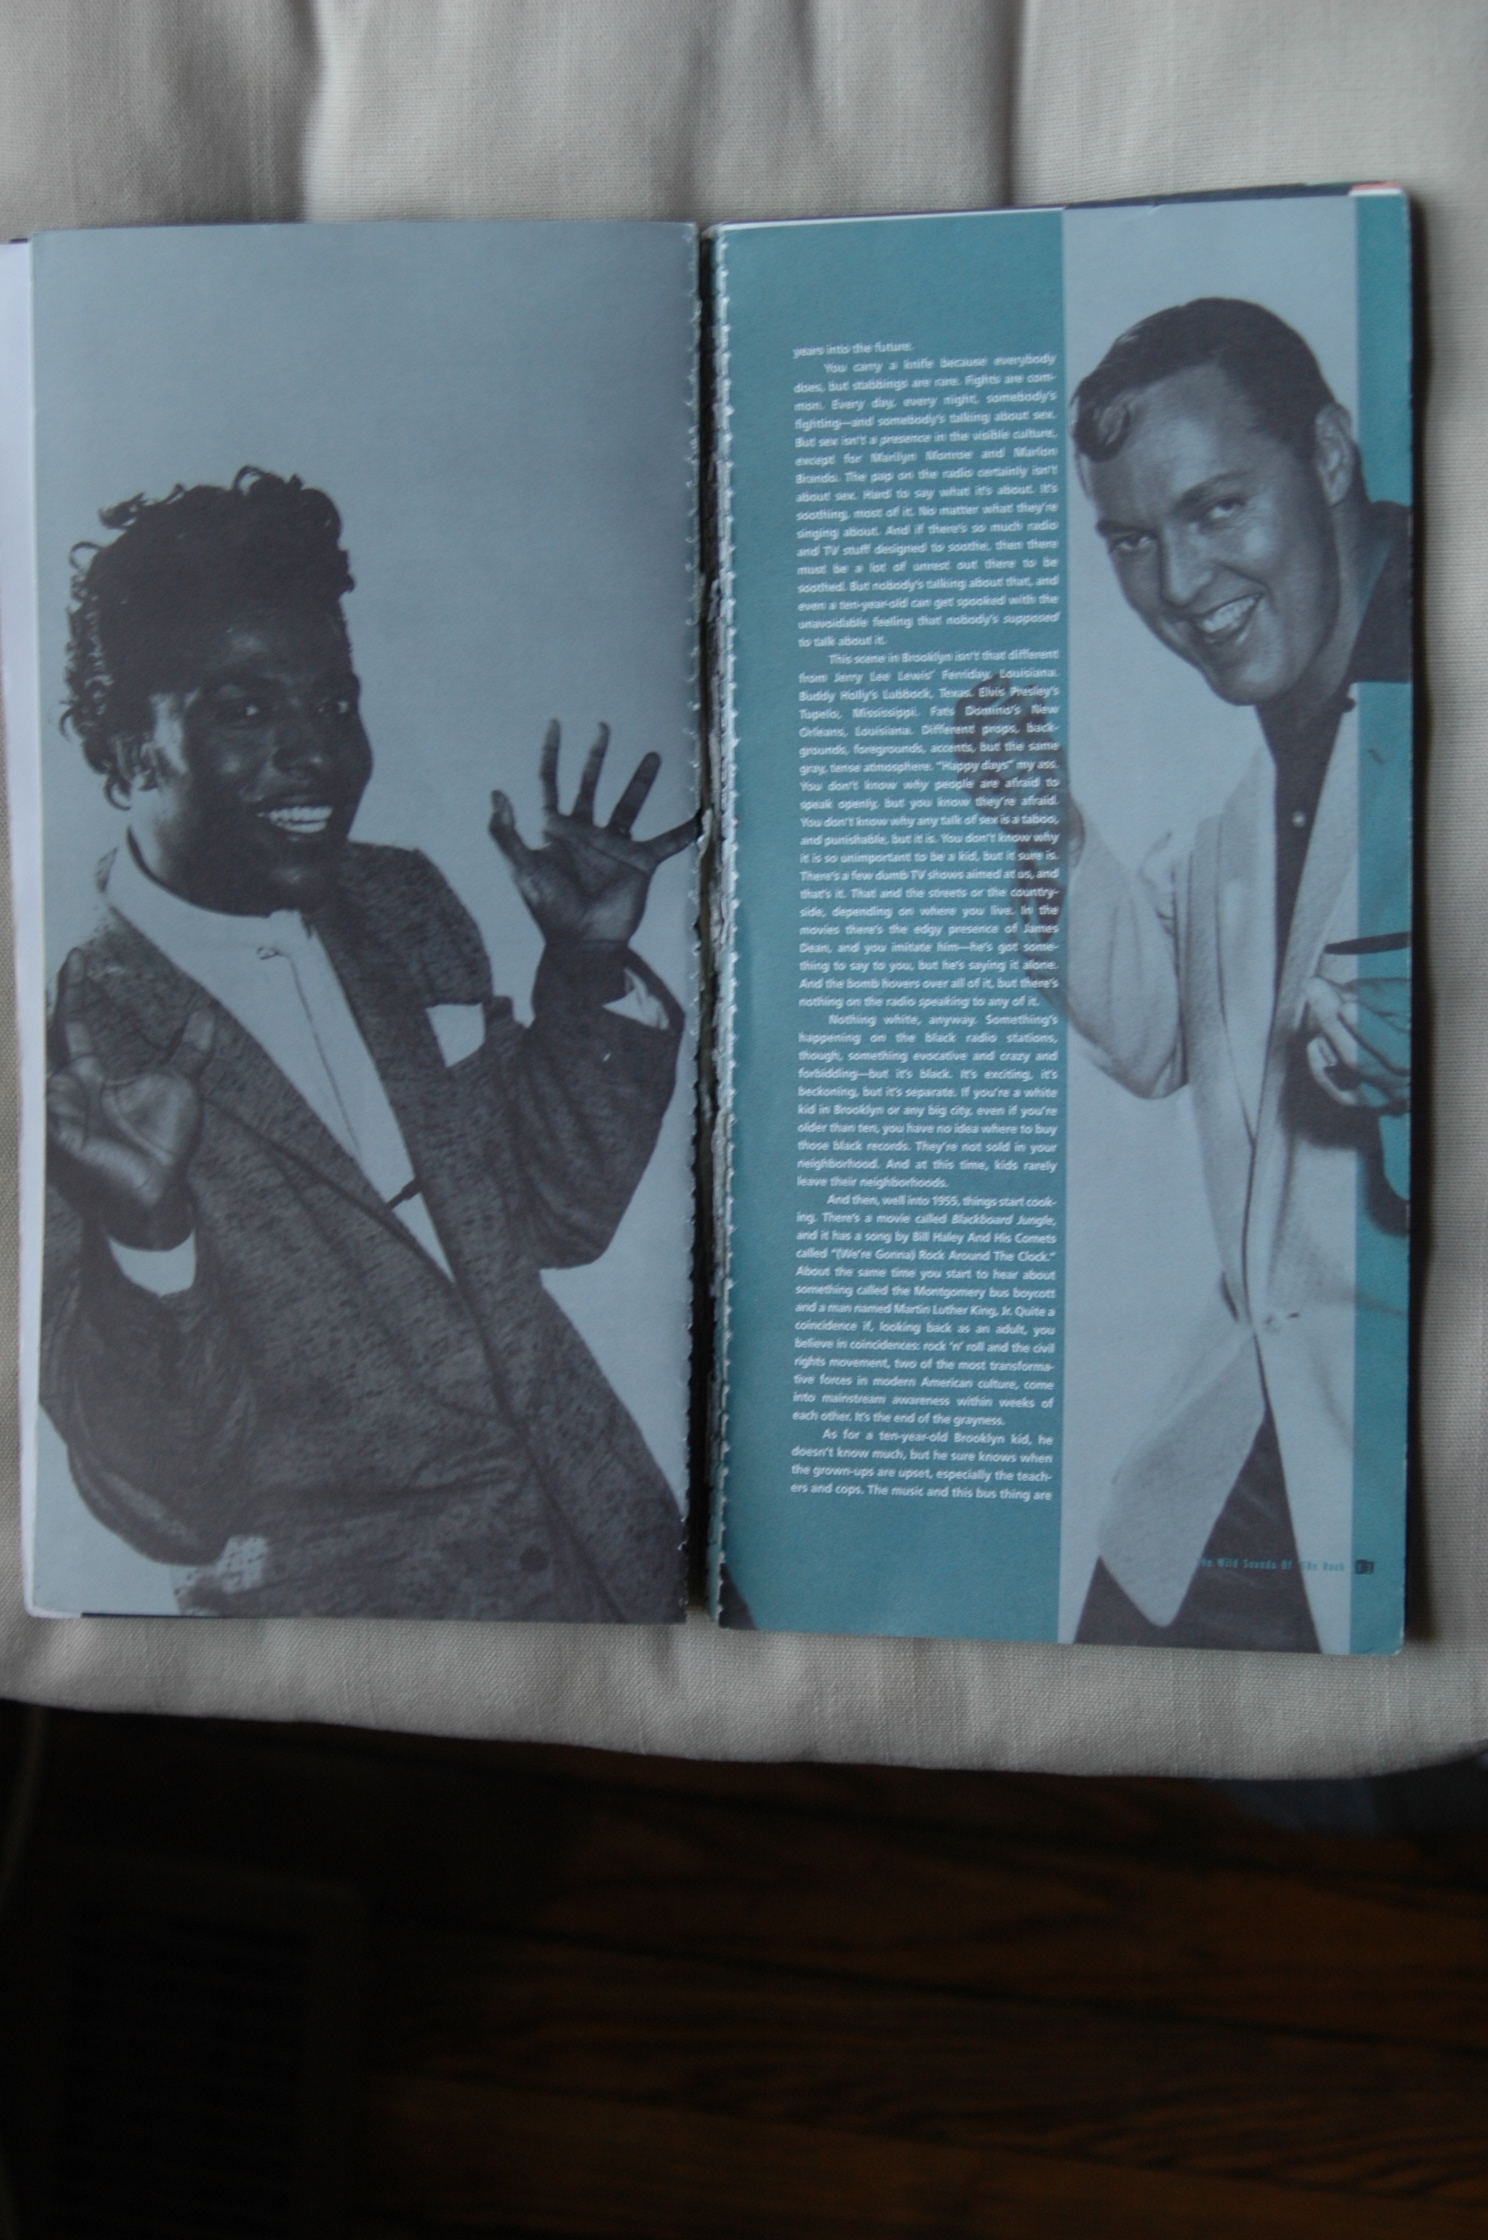 years into the future.
You carry a knife because everybody
does, but stabbings are rare. Fights are com-
mon. Every day, every night, somebody's
fighting—and somebody's talking about sex.
But sex isn't a presence in the visible culture,
except for Marilyn Monroe and Marlon
Brando. The pap on the radio certainly isn't
about sex. Hard to say what it's about. It's
soothing, most of it. No matter what they're
singing about. And if there's so much radio
and TV stuff designed to soothe, then there
must be a lot of unrest out there to be
soothed. But nobody's talking about that, and
even a ten-year-old can get spooked with the
unavoidable feeling that nobody's supposed
to talk about it.
This scene in Brooklyn isn't that different
from Jerry Lee Lewis' Ferriday, Louisiana.
Buddy Holly's Lubbock, Texas. Elvis Presley's
Tupelo, Mississippi. Fats Domino's New
Orleans, Louisiana. Different props, back-
grounds, foregrounds, accents, but the same
gray, tense atmosphere. "Happy days" my ass.
You don't know why people are afraid to
speak openly, but you know they're afraid.
You don't know why any talk of sex is a taboo,
and punishable, but it is. You don't know why
it is so unimportant to be a kid, but it sure is.
There's a few dumb TV shows aimed at us, and
that's it. That and the streets or the country-
side, depending on where you live. In the
movies there's the edgy presence of James
Dean, and you imitate him—he's got some-
thing to say to you, but he's saying it alone.
And the bomb hovers over all of it, but there's
nothing on the radio speaking to any of it.
Nothing white, anyway. Something's
happening on the black radio stations,
though, something evocative and crazy and
forbidding—but it's black. It's exciting, it's
beckoning, but it's separate. If you're a white
kid in Brooklyn or any big city, even if you're
older than ten, you have no idea where to buy
those black records. They're not sold in your
neighborhood. And at this time, kids rarely
leave their neighborhoods.
And then, well into 1955, things start cook-
ing. There's a movie called Blackboard Jungle,
and it has a song by Bill Haley And His Comets
called "(We're Gonna) Rock Around The Clock."
About the same time you start to hear about
something called the Montgomery bus boycott
and a man named Martin Luther King, Jr. Quite a
coincidence if, looking back as an adult, you
believe in coincidences: rock 'n' roll and the civil
rights movement, two of the most transforma-
tive forces in modern American culture, come
into mainstream awareness within weeks of
each other. It's the end of the grayness.
As for a ten-year-old Brooklyn kid, he
doesn't know much, but he sure knows when
the grown-ups are upset, especially the teach-
ers and cops. The music and this bus thing are
Wild Sounds Of '50s Rock